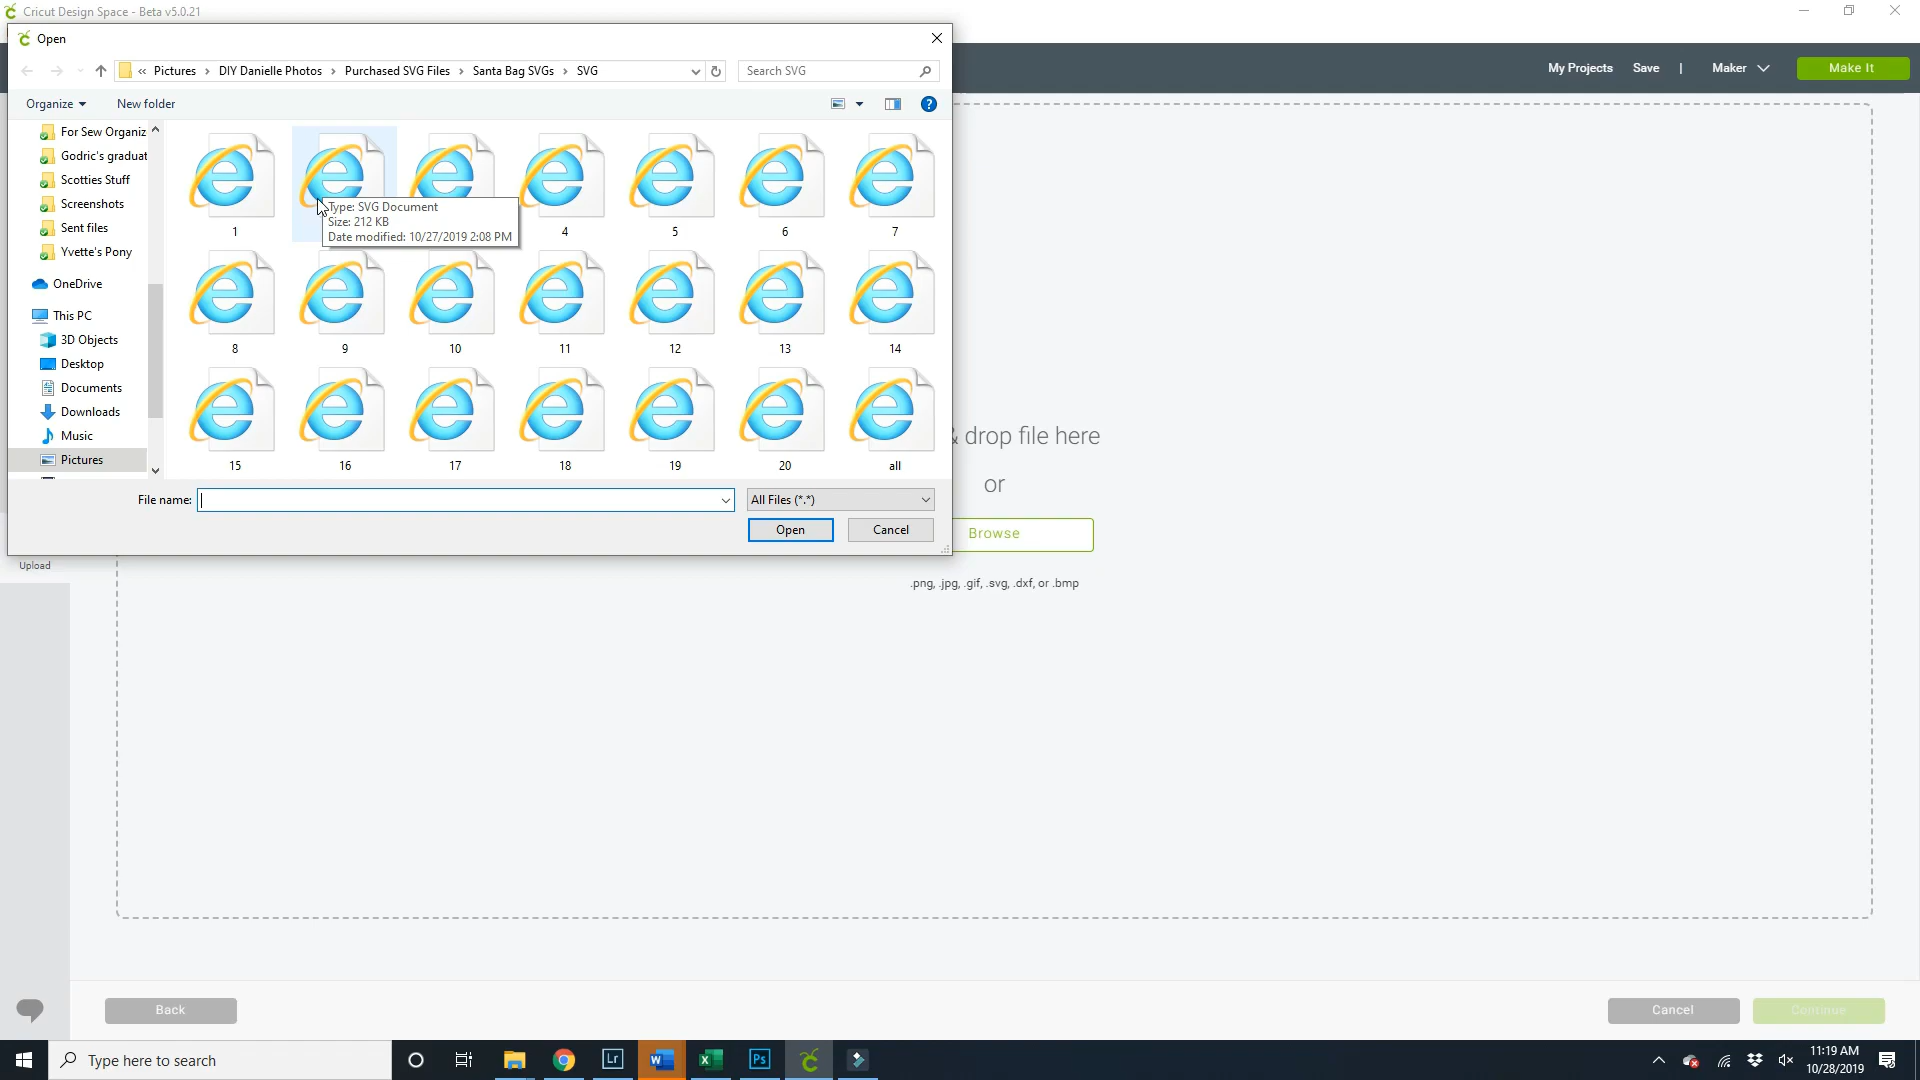 Cricut Design Space - Beta v5.0.21
Open
« Pictures › DIY Danielle Photos › Purchased SVG Files › Santa Bag SVGs › SVG
Search SVG
My Projects Save | Maker
Make It
Organize
New folder
For Sew Organiz
Godric's graduat
Scotties Stuff
Screenshots
Sent files
Yvette's Pony
OneDrive
This PC
3D Objects
Desktop
Documents
Downloads
Music
Pictures
Type: SVG Document
Size: 212 KB
Date modified: 10/27/2019 2:08 PM
1 4 5 6 7
8 9 10 11 12 13 14
15 16 17 18 19 20 all
File name:
All Files (*.*)
Open Cancel
& drop file here
or
Browse
.png, .jpg, .gif, .svg, .dxf, or .bmp
Upload
Back
Cancel
Continue
Type here to search
Lr
W
X
Ps
11:19 AM
10/28/2019